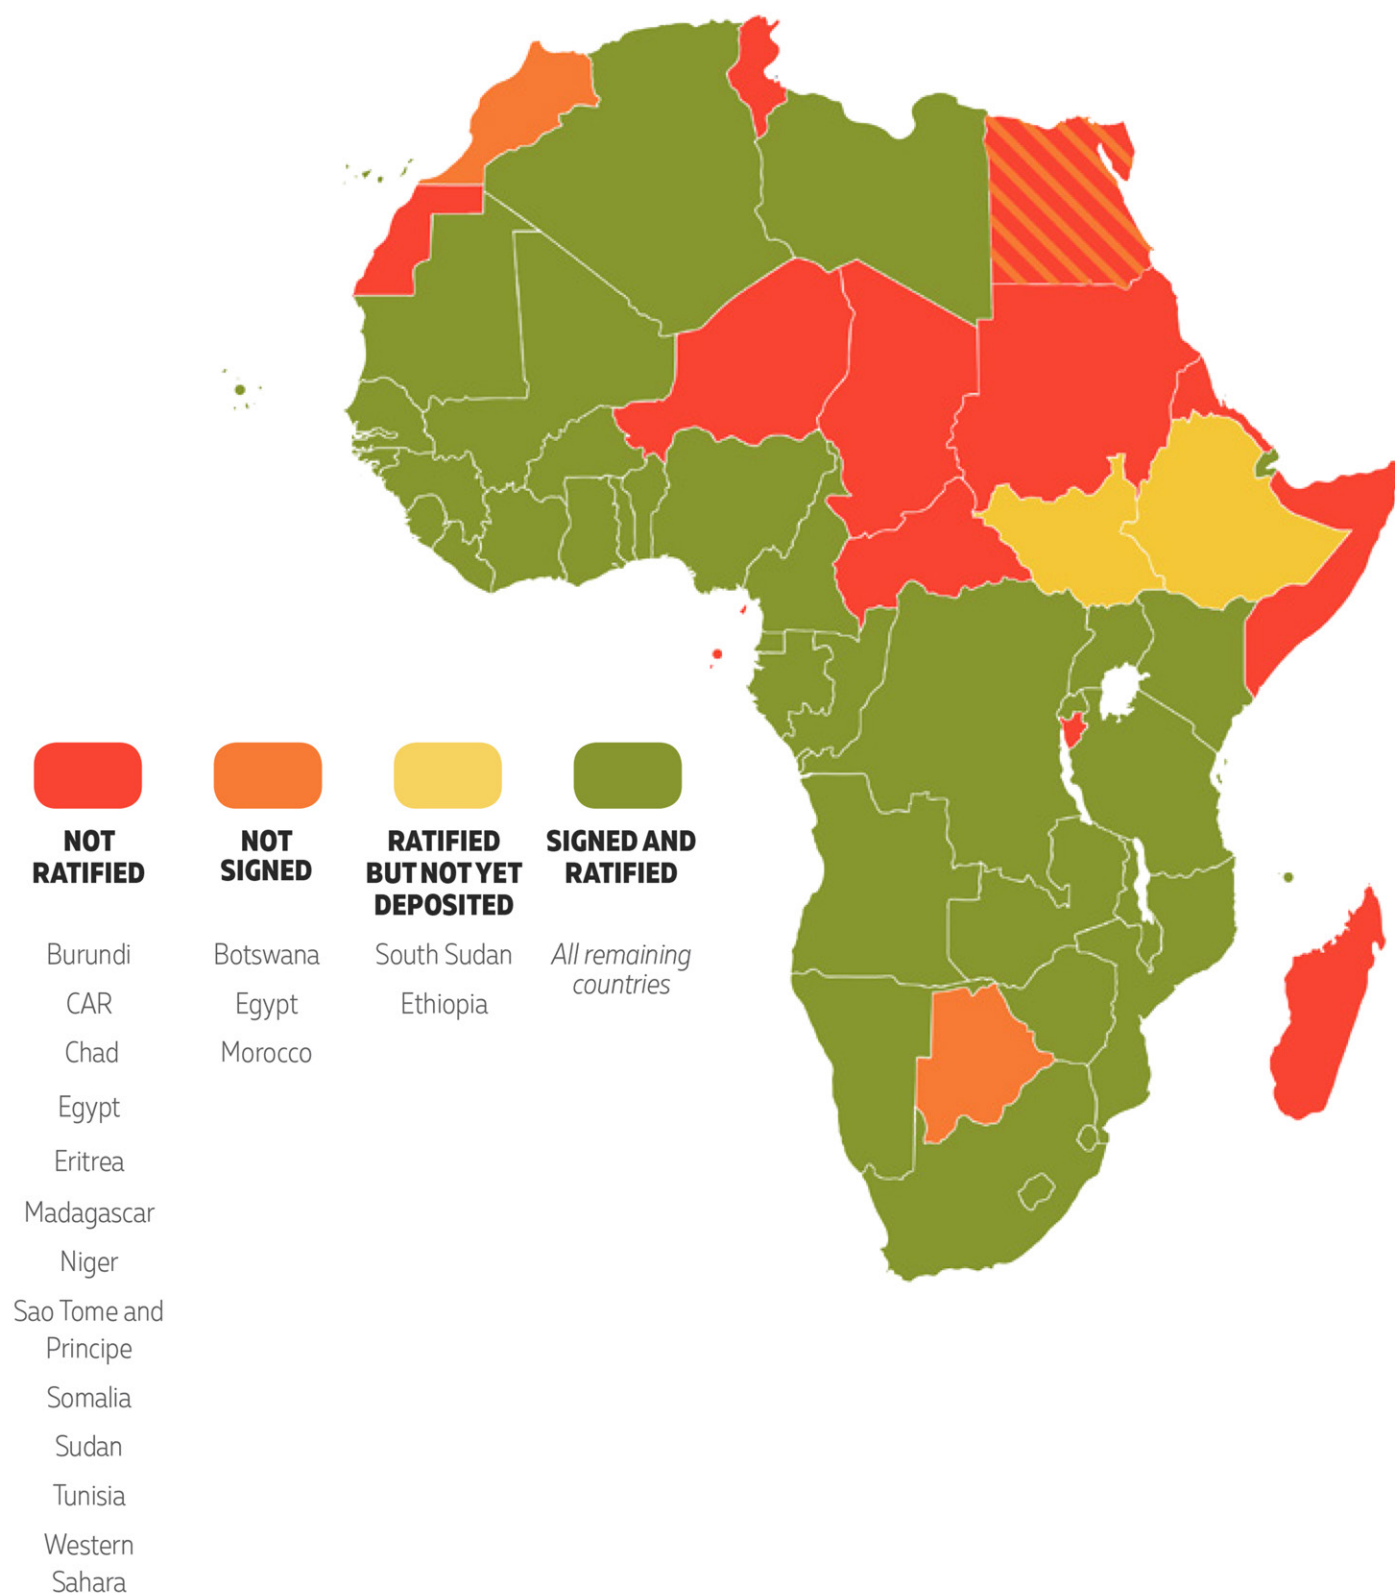 NOT
RATIFIED
Burundi
CAR
Chad
Egypt
Eritrea
Madagascar
Niger
Sao Tome and
Principe
Somalia
Sudan
Tunisia
Western
Sahara
NOT
SIGNED
Botswana
Egypt
Morocco
RATIFIED
BUT NOT YET
DEPOSITED
South Sudan
Ethiopia
SIGNED AND
RATIFIED
All remaining
countries